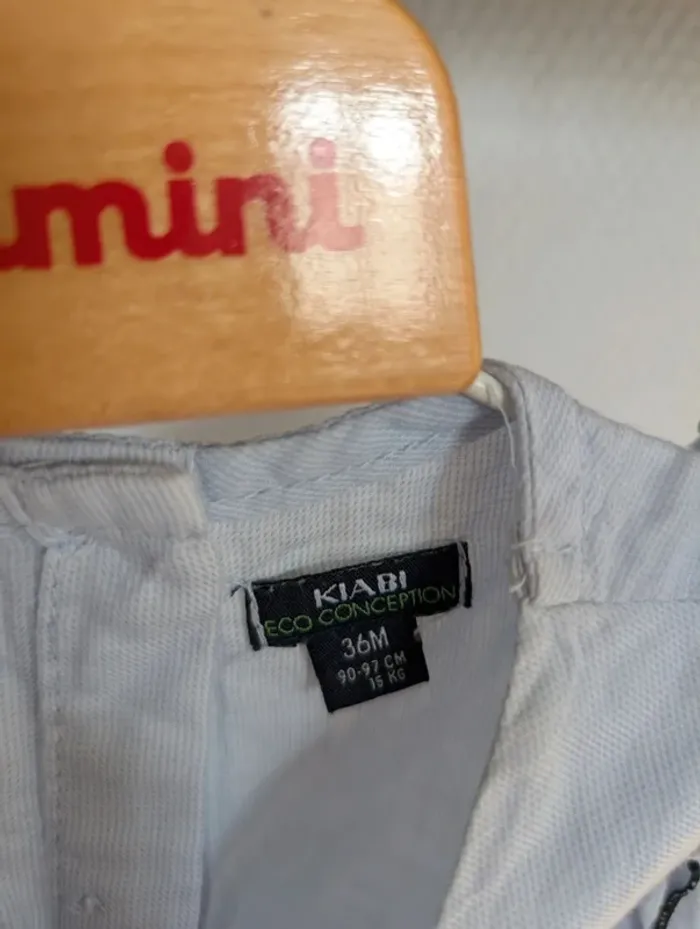 mini
KIABI
ECO CONCEPTION
36M
90-97 CM
15 KG